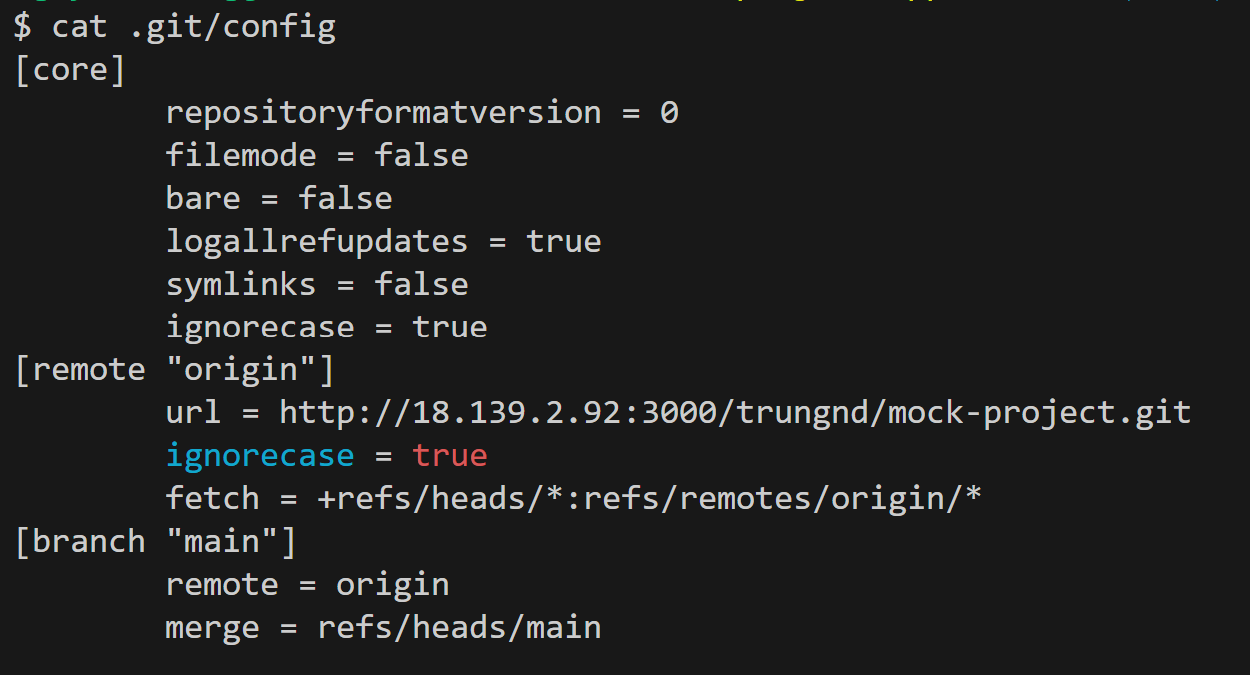 $ cat .git/config
[core]
        repositoryformatversion = 0
        filemode = false
        bare = false
        logallrefupdates = true
        symlinks = false
        ignorecase = true
[remote "origin"]
        url = http://18.139.2.92:3000/trungnd/mock-project.git
        ignorecase = true
        fetch = +refs/heads/*:refs/remotes/origin/*
[branch "main"]
        remote = origin
        merge = refs/heads/main